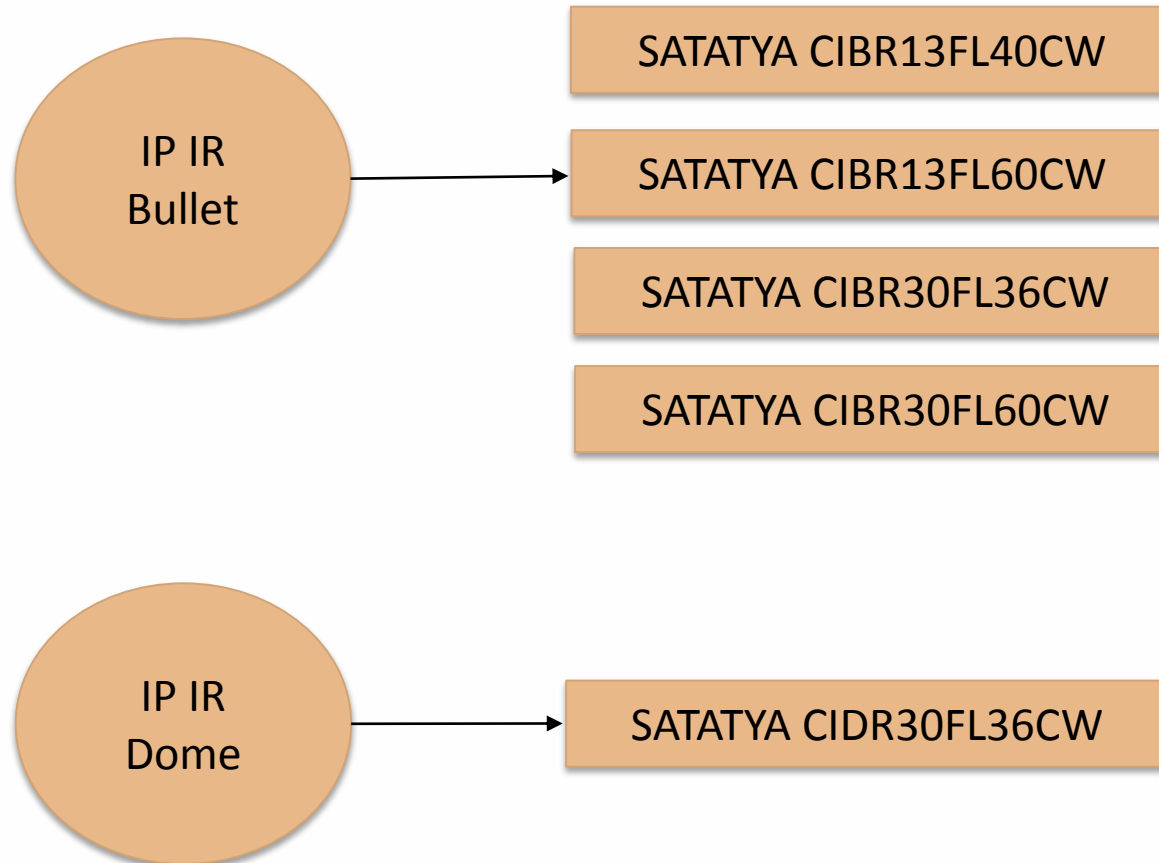 IP IR
Bullet
SATATYA CIBR13FL40CW
SATATYA CIBR13FL60CW
SATATYA CIBR30FL36CW
SATATYA CIBR30FL60CW
IP IR
Dome
SATATYA CIDR30FL36CW